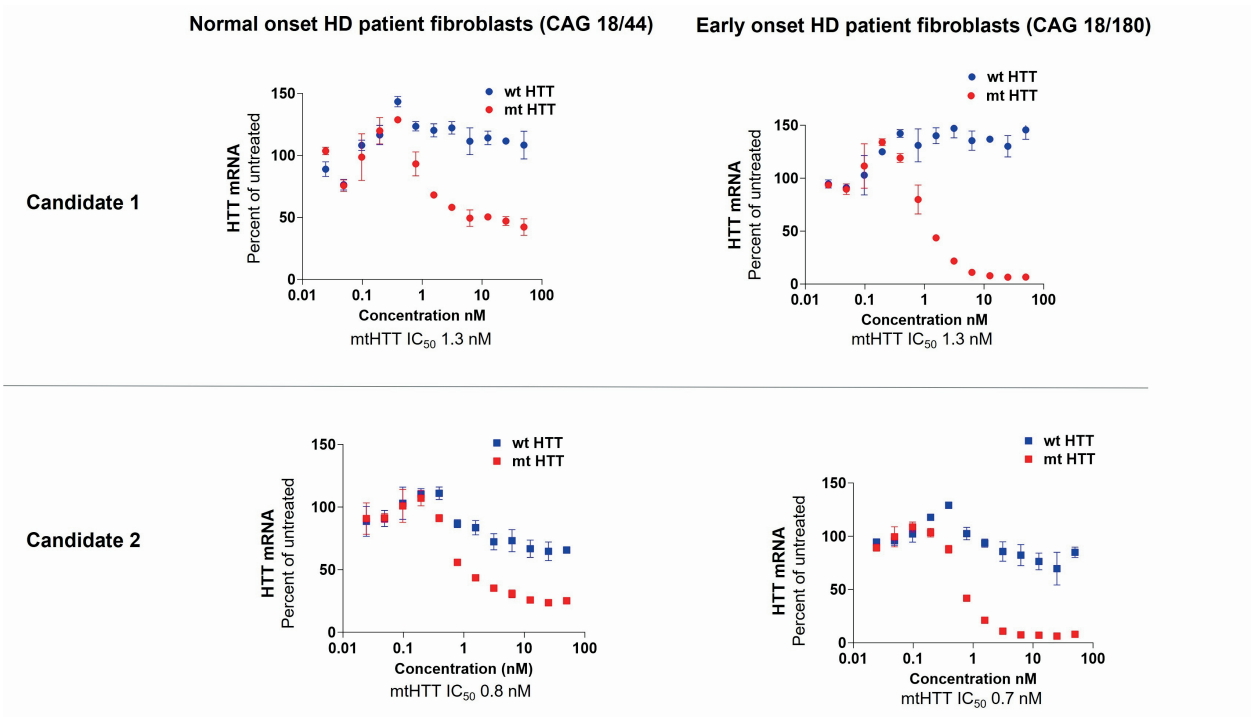 Normal onset HD patient fibroblasts (CAG 18/44)
Early onset HD patient fibroblasts (CAG 18/180)
Candidate 1
wt HTT
mt HTT
HTT mRNA
Percent of untreated
150
100
50
0
0.01
0.1
1
10
100
Concentration nM
mtHTT IC50 1.3 nM
wt HTT
mt HTT
HTT mRNA
Percent of untreated
150
100
50
0
0.01
0.1
1
10
100
Concentration nM
mtHTT IC50 1.3 nM
Candidate 2
wt HTT
mt HTT
HTT mRNA
Percent of untreated
150
100
50
0
0.01
0.1
1
10
100
Concentration (nM)
mtHTT IC50 0.8 nM
wt HTT
mt HTT
HTT mRNA
Percent of untreated
150
100
50
0
0.01
0.1
1
10
100
Concentration nM
mtHTT IC50 0.7 nM